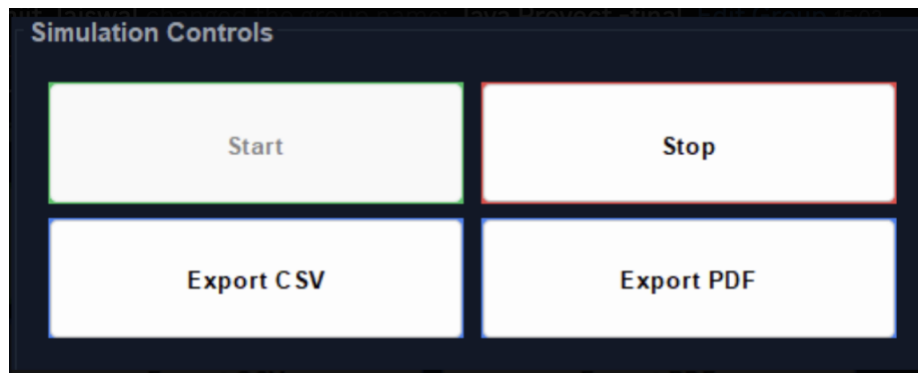 Simulation Controls
Start
Stop
Export CSV
Export PDF